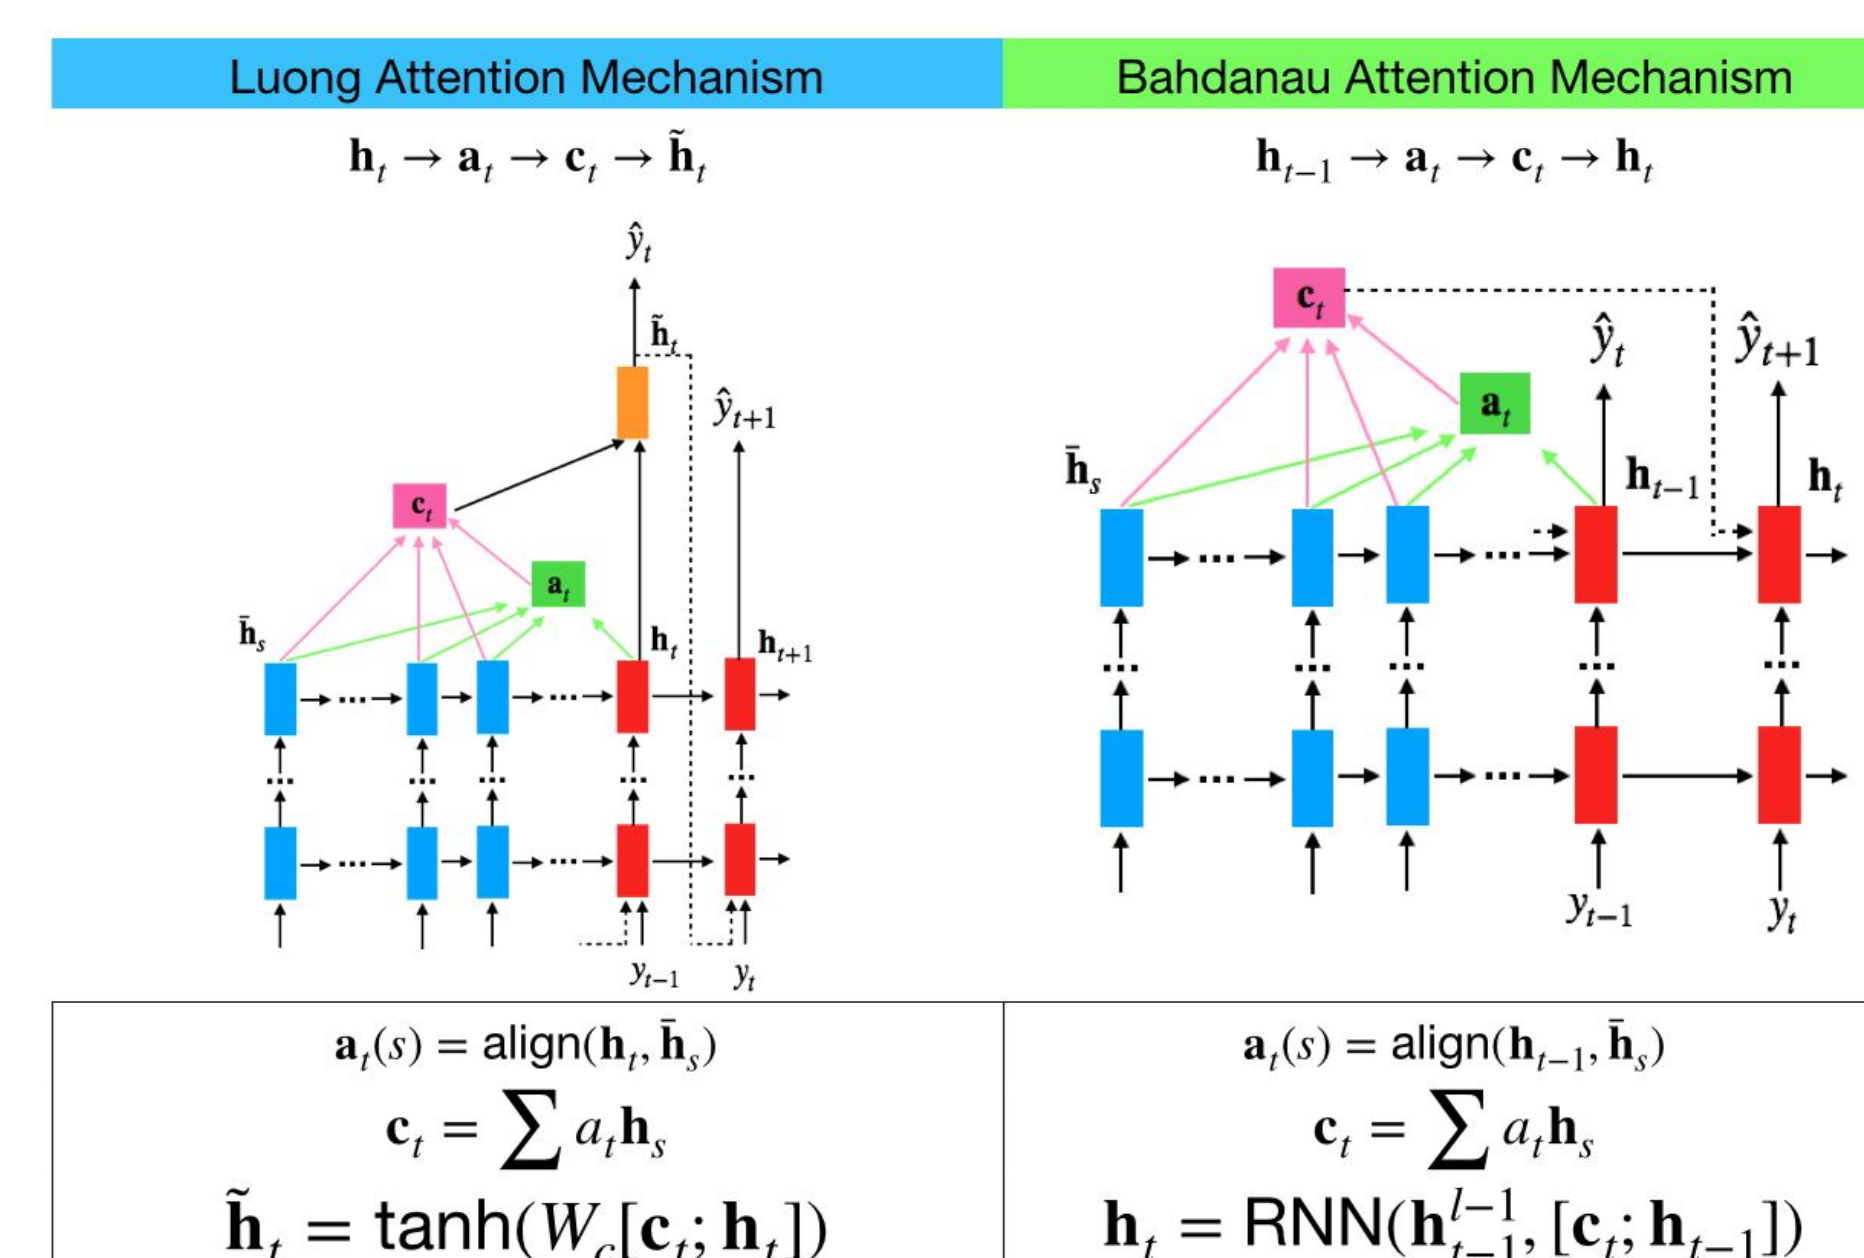 Luong Attention Mechanism
h_t → a_t → c_t → h̃_t
ŷ_t
h̃_t
ŷ_{t+1}
c_t
a_t
h̄_s
h_t
h_{t+1}
...
...
... ... ... ... ...
...
...
y_{t−1}
y_t
a_t(s) = align(h_t, h̄_s)
c_t = ∑ a_t h_s
h̃_t = tanh(W_c[c_t; h_t])
Bahdanau Attention Mechanism
h_{t−1} → a_t → c_t → h_t
c_t
ŷ_t
ŷ_{t+1}
a_t
h̄_s
h_{t−1}
h_t
...
...
... ... ... ... ...
...
...
y_{t−1}
y_t
a_t(s) = align(h_{t−1}, h̄_s)
c_t = ∑ a_t h_s
h_t = RNN(h_{t−1}^{l−1}, [c_t; h_{t−1}])